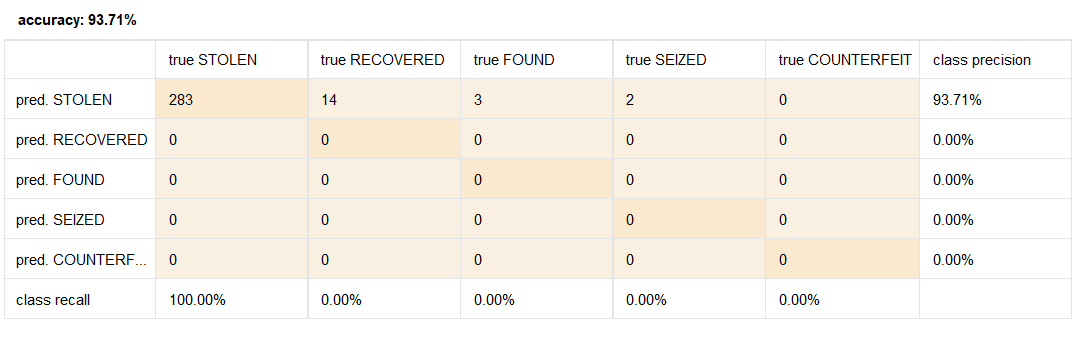 accuracy: 93.71%
true STOLEN true RECOVERED true FOUND true SEIZED true COUNTERFEIT class precision
pred. STOLEN 283 14 3 2 0 93.71%
pred. RECOVERED 0 0 0 0 0 0.00%
pred. FOUND 0 0 0 0 0 0.00%
pred. SEIZED 0 0 0 0 0 0.00%
pred. COUNTERF... 0 0 0 0 0 0.00%
class recall 100.00% 0.00% 0.00% 0.00% 0.00%